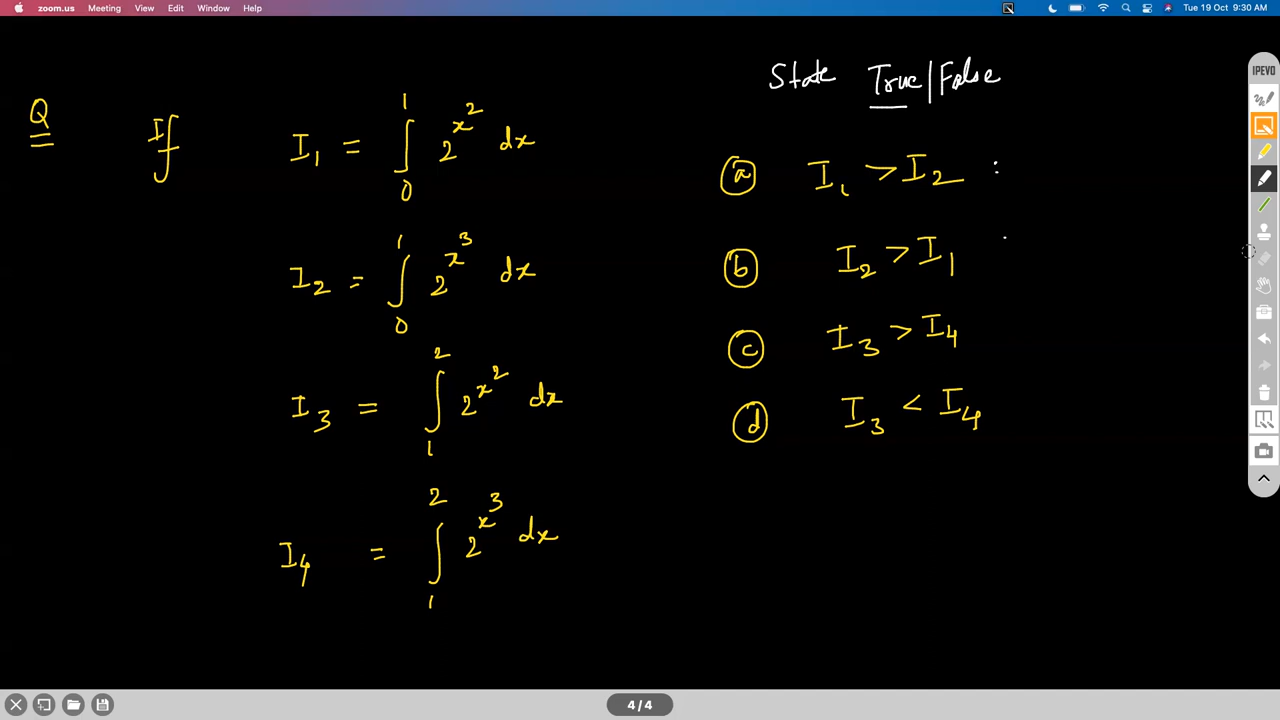 zoom.us Meeting View Edit Window Help Tue 19 Oct 9:30 AM
IPEVO
State True/False
Q If I₁ = ∫₀¹ 2^{x²} dx
(a) I₁ > I₂ :
I₂ = ∫₀¹ 2^{x³} dx
(b) I₂ > I₁
(c) I₃ > I₄
I₃ = ∫₁² 2^{x²} dx
(d) I₃ < I₄
I₄ = ∫₁² 2^{x³} dx
4/4